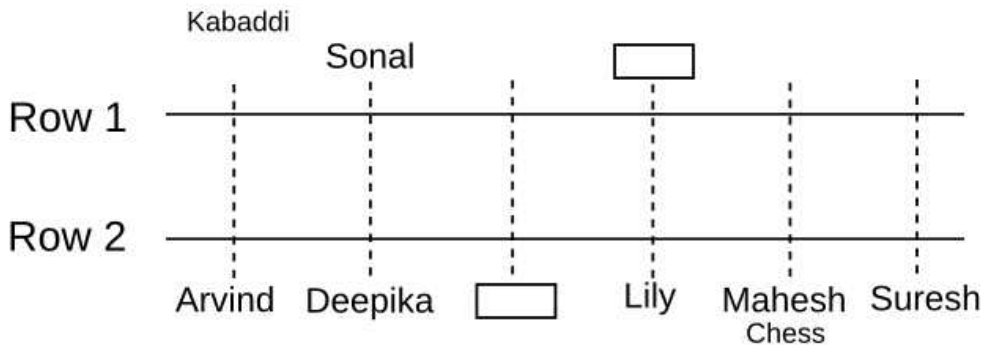 Kabaddi
Sonal
Row 1
Row 2
Arvind Deepika Lily Mahesh Suresh
Chess